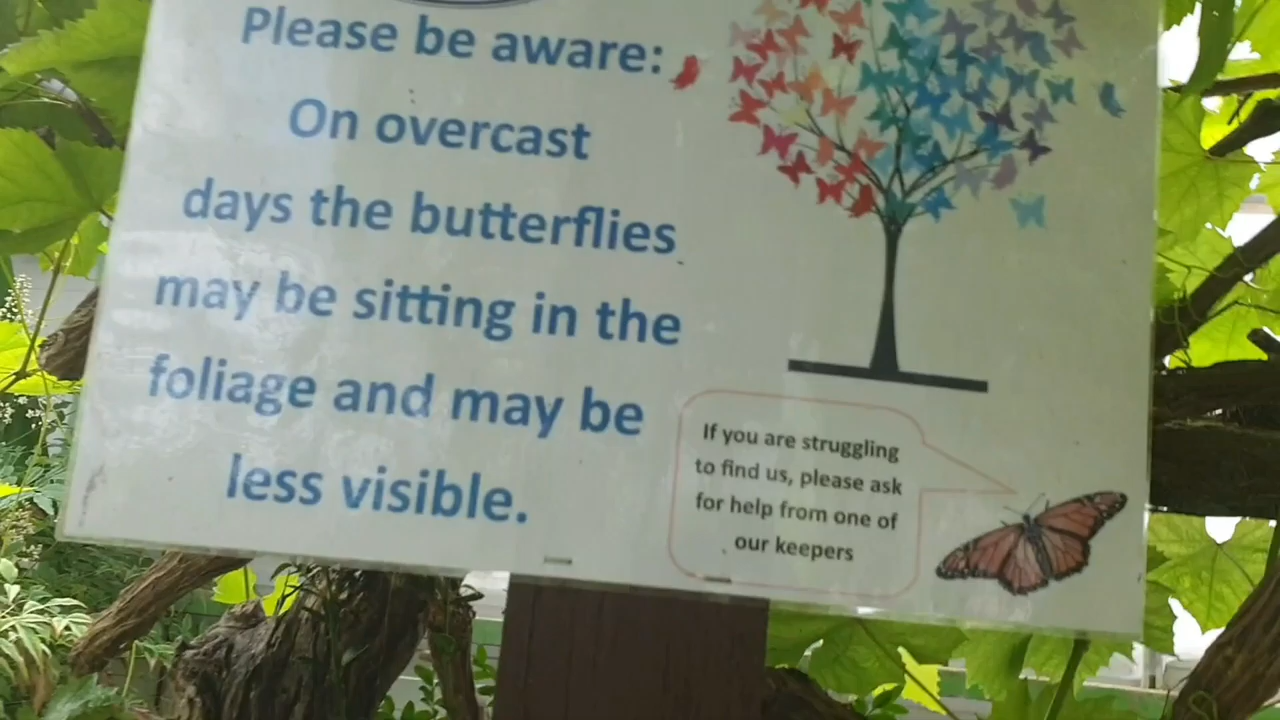 Please be aware:
On overcast
days the butterflies
may be sitting in the
foliage and may be
less visible.
If you are struggling
to find us, please ask
for help from one of
our keepers